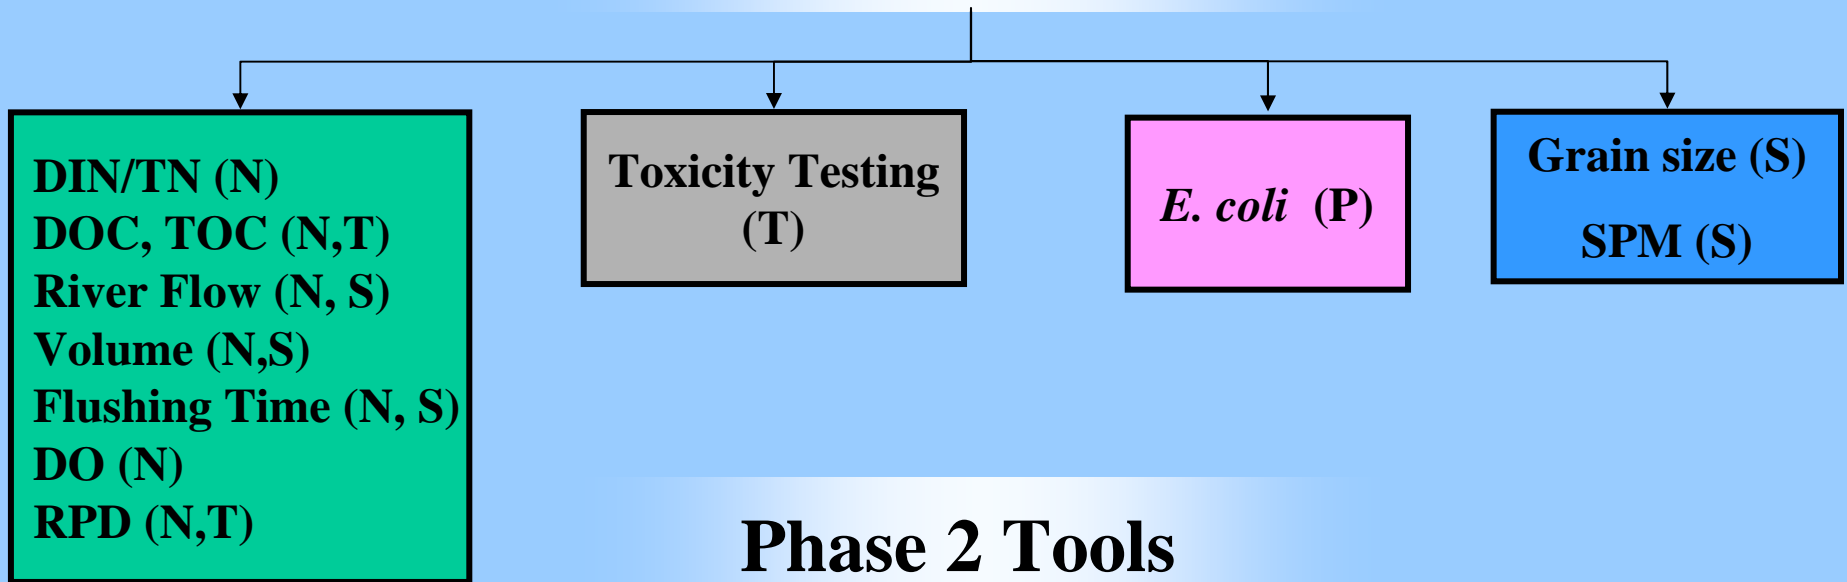 DIN/TN (N)
DOC, TOC (N,T)
River Flow (N, S)
Volume (N,S)
Flushing Time (N, S)
DO (N)
RPD (N,T)
Toxicity Testing
(T)
E. coli (P)
Grain size (S)
SPM (S)
Phase 2 Tools